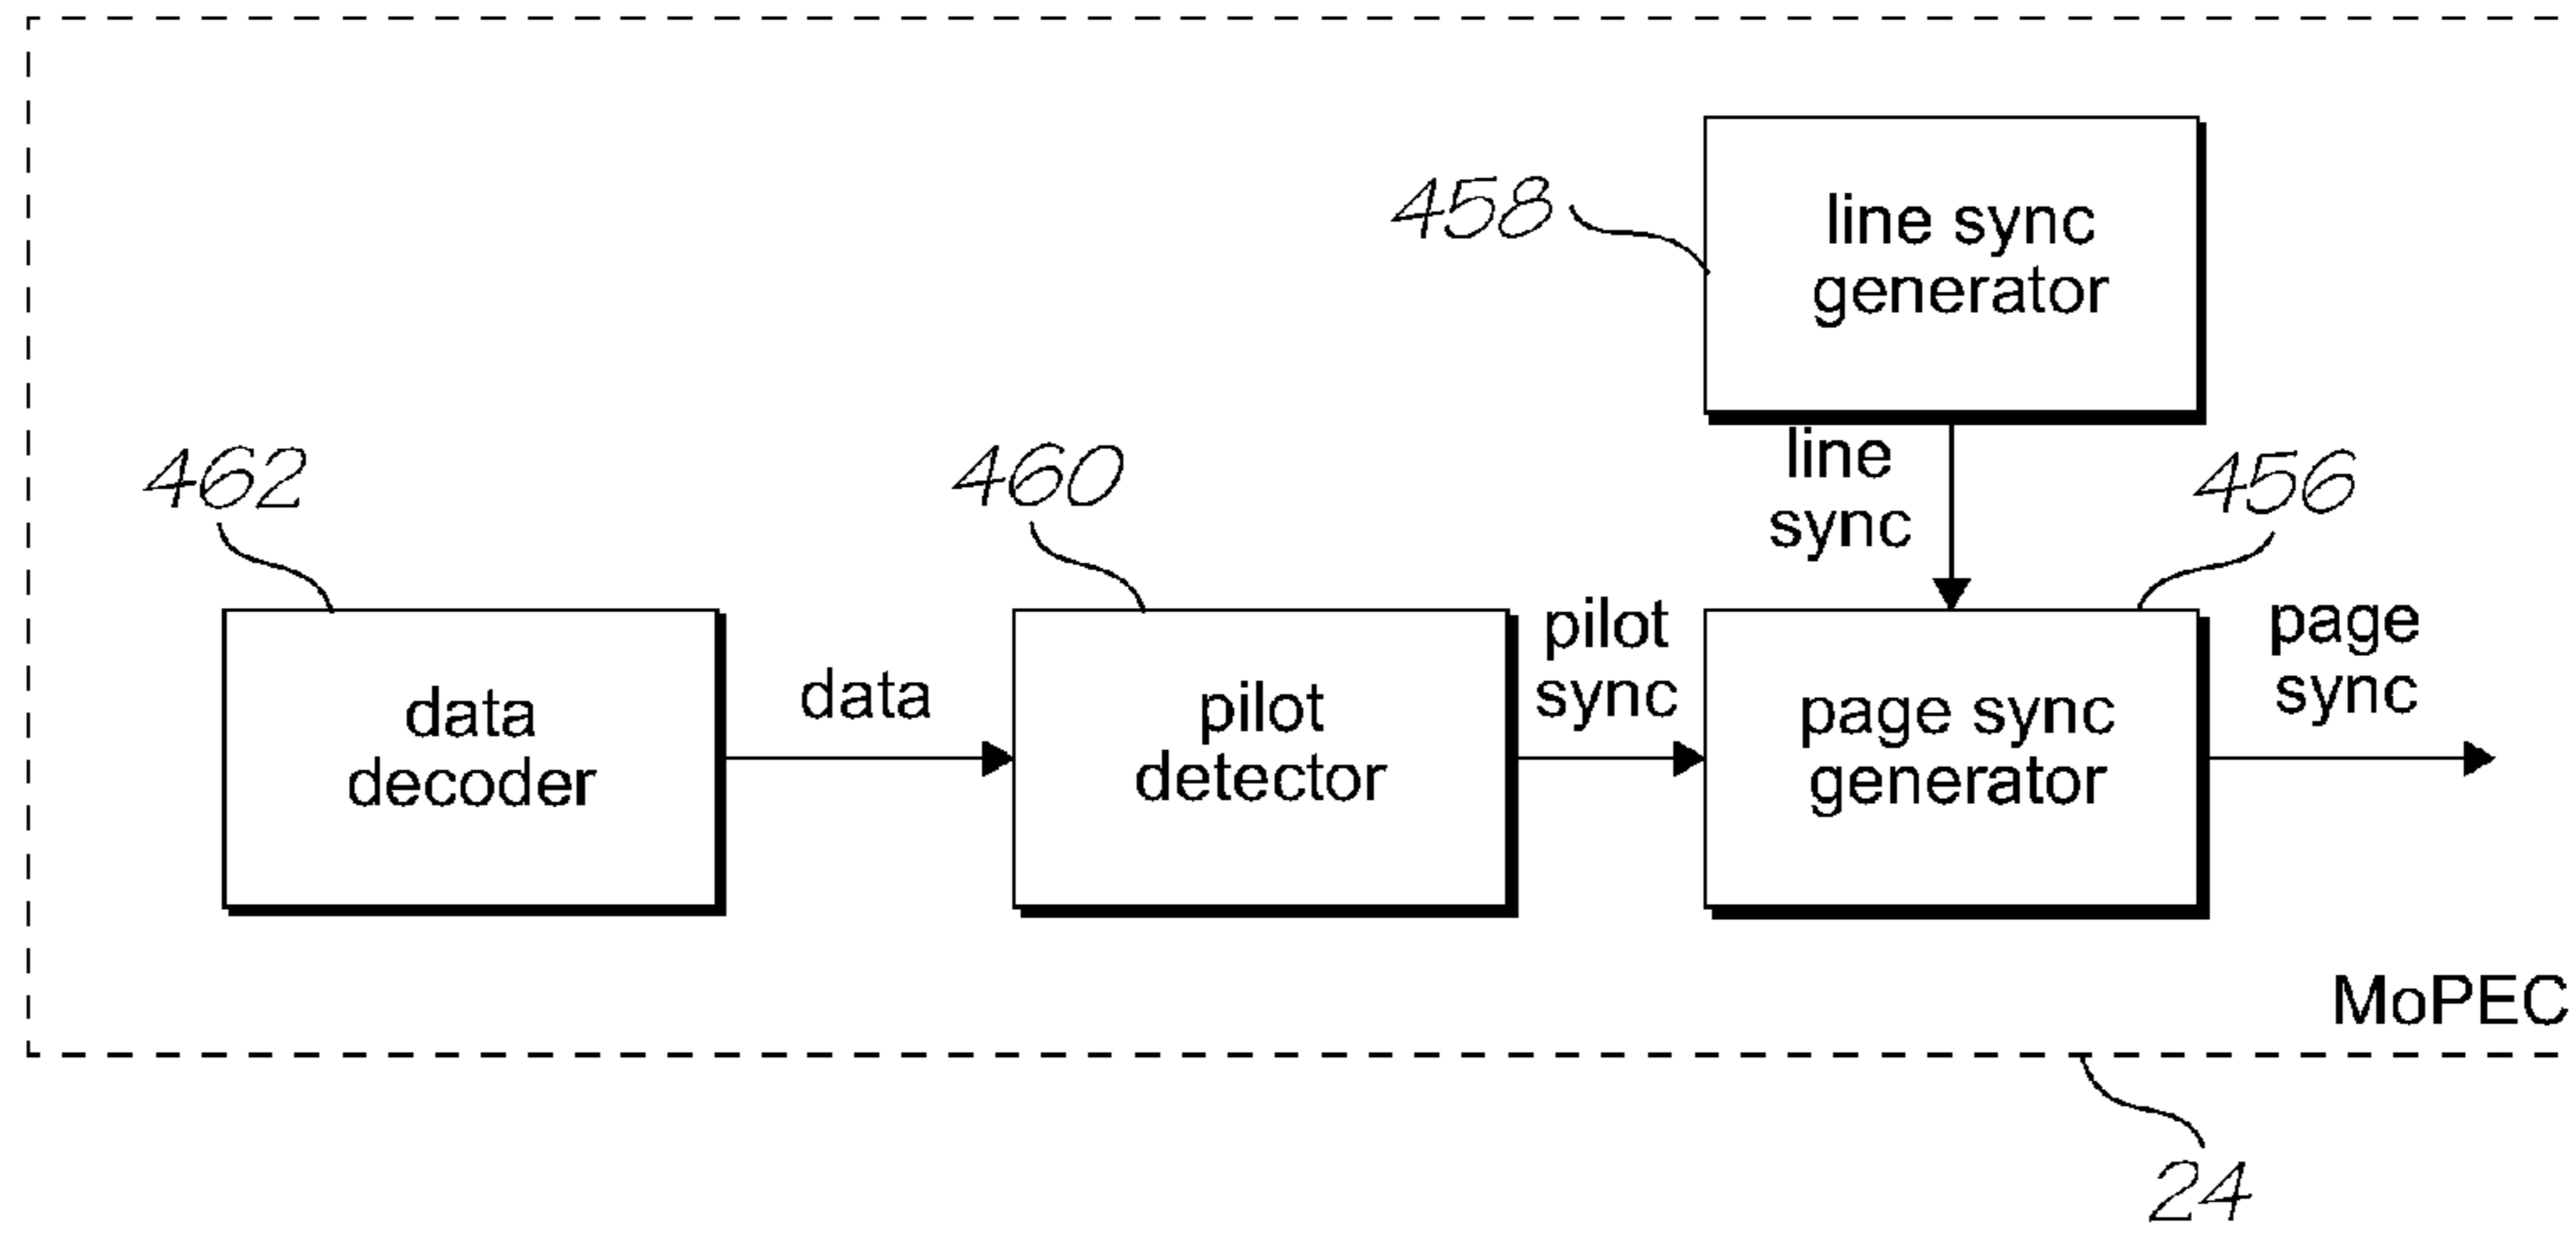 458
line sync
generator
line
sync
462
460
456
data
decoder
data
pilot
detector
pilot
sync
page sync
generator
page
sync
MoPEC
24